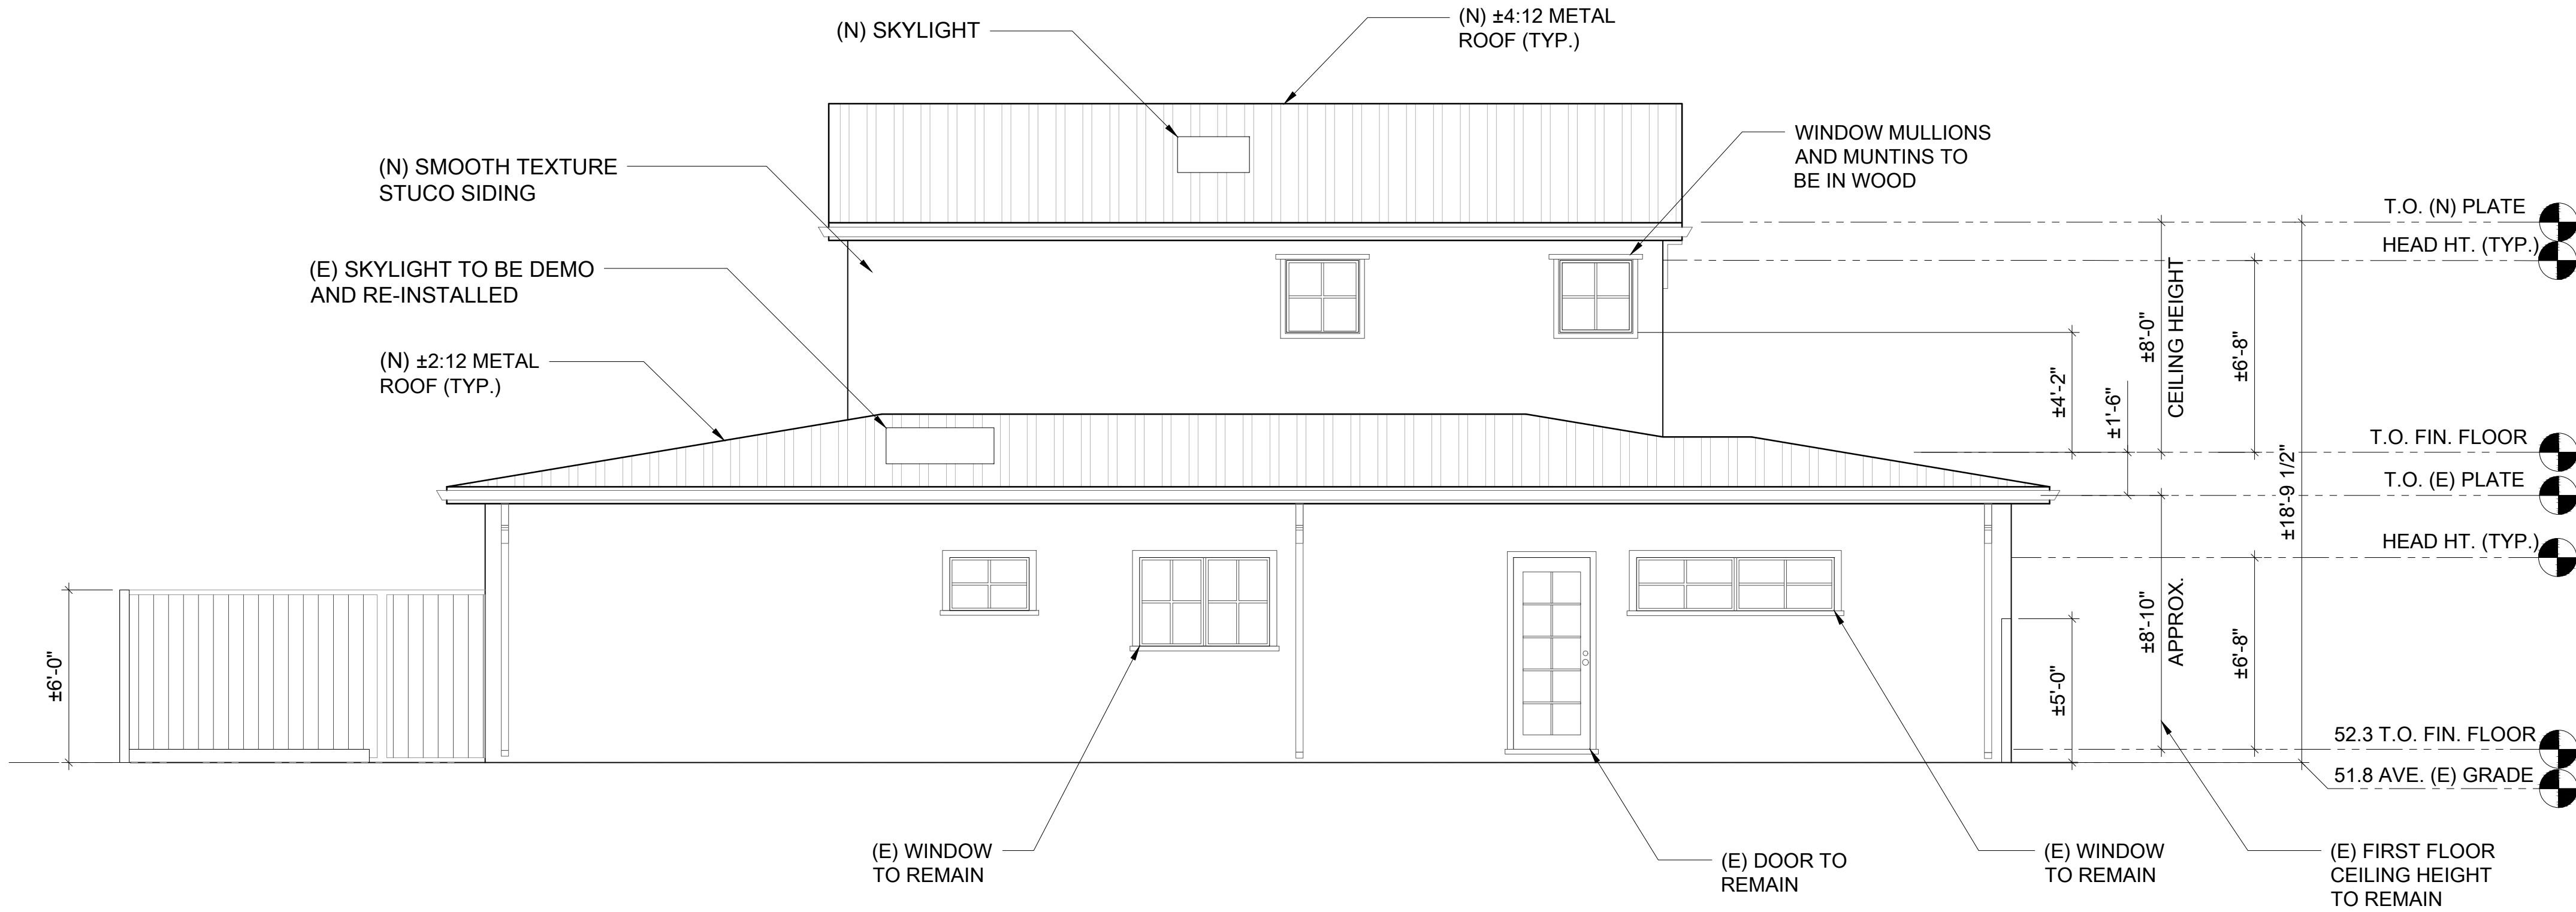 (N) SKYLIGHT
(N) ±4:12 METAL
ROOF (TYP.)
(N) SMOOTH TEXTURE
STUCO SIDING
WINDOW MULLIONS
AND MUNTINS TO
BE IN WOOD
(E) SKYLIGHT TO BE DEMO
AND RE-INSTALLED
(N) ±2:12 METAL
ROOF (TYP.)
T.O. (N) PLATE
HEAD HT. (TYP.)
±8'-0"
CEILING HEIGHT
±6'-8"
±4'-2"
±1'-6"
T.O. FIN. FLOOR
T.O. (E) PLATE
±18'-9 1/2"
HEAD HT. (TYP.)
±8'-10"
APPROX.
±6'-8"
±5'-0"
±6'-0"
52.3 T.O. FIN. FLOOR
51.8 AVE. (E) GRADE
(E) WINDOW
TO REMAIN
(E) DOOR TO
REMAIN
(E) WINDOW
TO REMAIN
(E) FIRST FLOOR
CEILING HEIGHT
TO REMAIN